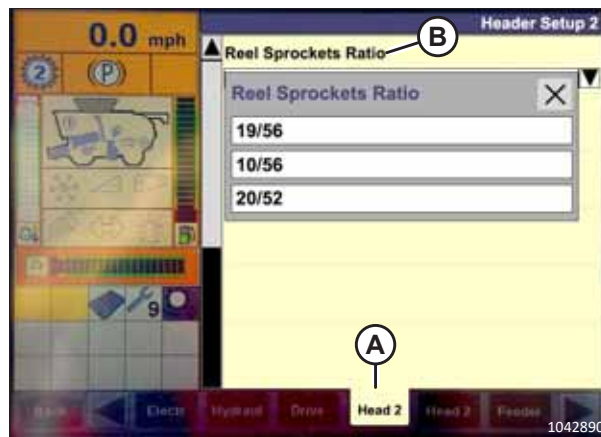 0.0 mph
Header Setup 2
B
Reel Sprockets Ratio
2
(P)
Reel Sprockets Ratio
19/56
10/56
20/52
9
A
Back
Electr
Hydraul
Drive
Head 2
Head 2
Feeder
1042890